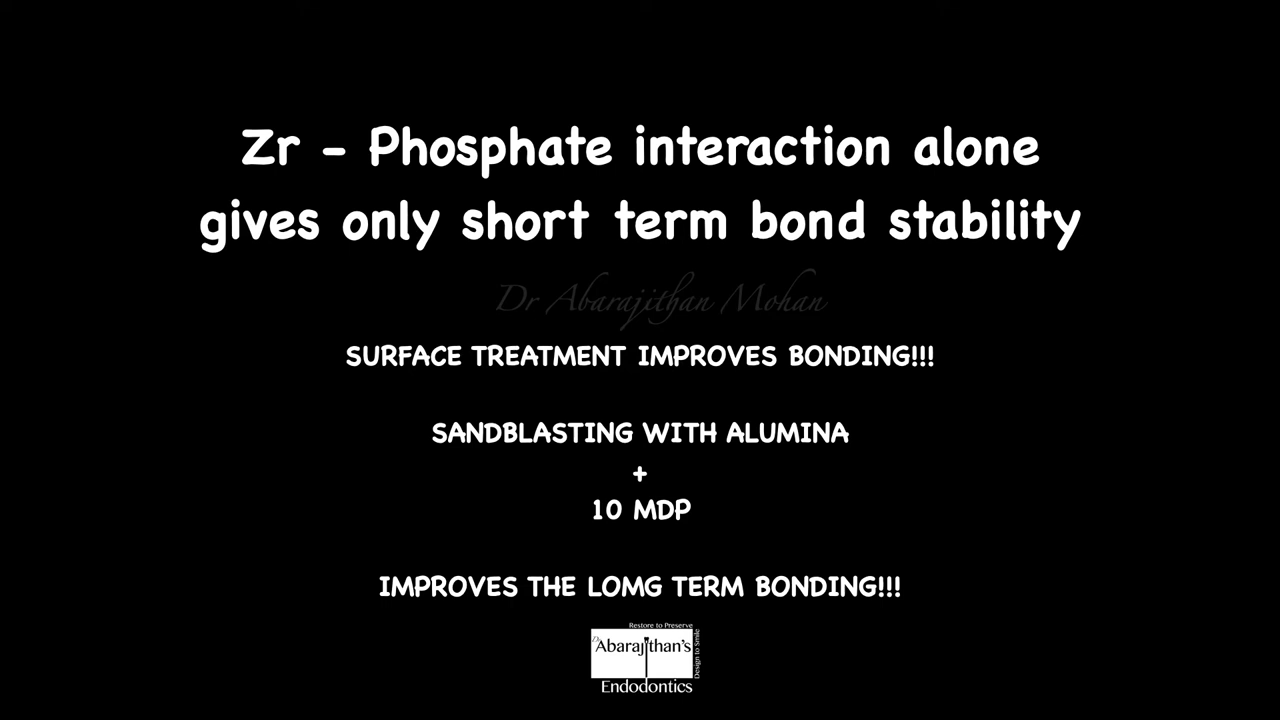 Zr - Phosphate interaction alone
gives only short term bond stability
Dr Abarajithan Mohan
SURFACE TREATMENT IMPROVES BONDING!!!
SANDBLASTING WITH ALUMINA
+
10 MDP
IMPROVES THE LOMG TERM BONDING!!!
Restore to Preserve
Dr Abarajithan's
Design to Smile
Endodontics